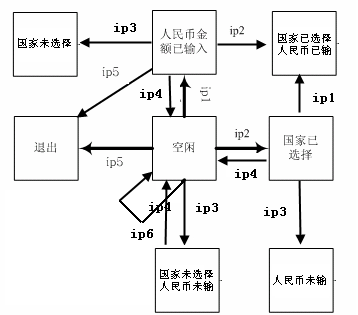 国家未选择
ip3
人民币金
额已输入
ip2
国家已选择
人民币已输
ip5
ip4
ip1
ip1
退出
ip5
空闲
ip2
国家已
选择
ip4
ip4
ip3
ip3
ip6
国家未选择
人民币未输
人民币未输